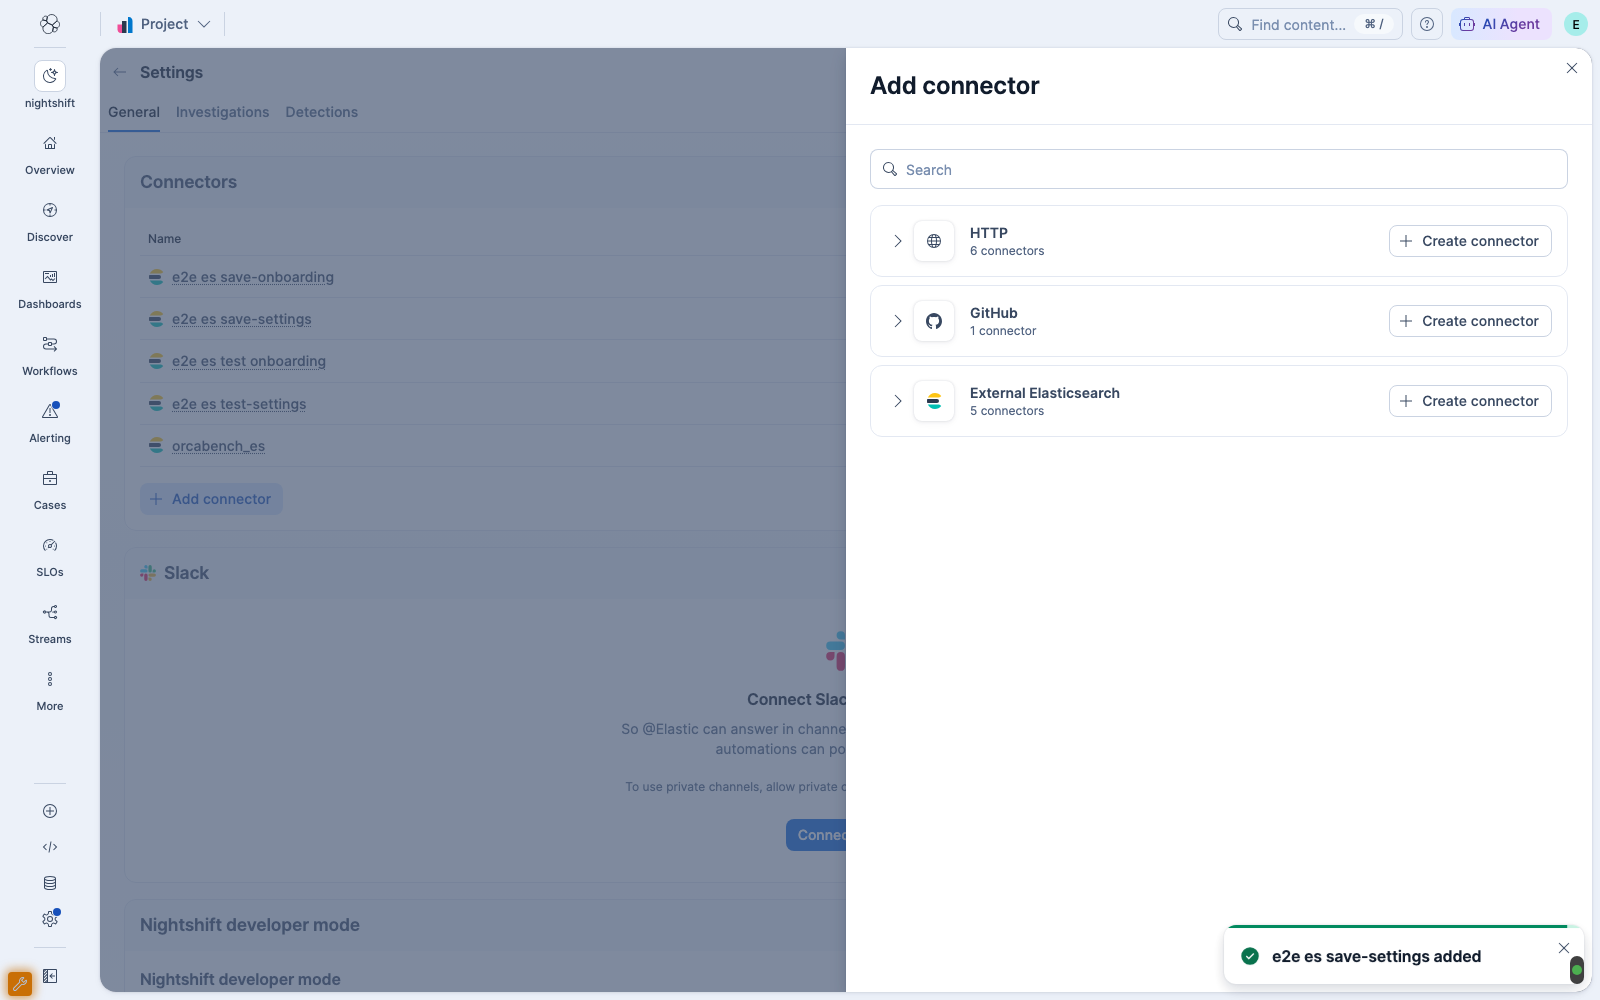 Project
Find content...
⌘ /
AI Agent
E
nightshift
Overview
Discover
Dashboards
Workflows
Alerting
Cases
SLOs
Streams
More
Settings
General
Investigations
Detections
Connectors
Name
e2e es save-onboarding
e2e es save-settings
e2e es test onboarding
e2e es test-settings
orcabench_es
Add connector
Slack
Connect Slac
So @Elastic can answer in channe
automations can po
To use private channels, allow private
Connec
Nightshift developer mode
Nightshift developer mode
Add connector
Search
HTTP
6 connectors
Create connector
GitHub
1 connector
Create connector
External Elasticsearch
5 connectors
Create connector
e2e es save-settings added